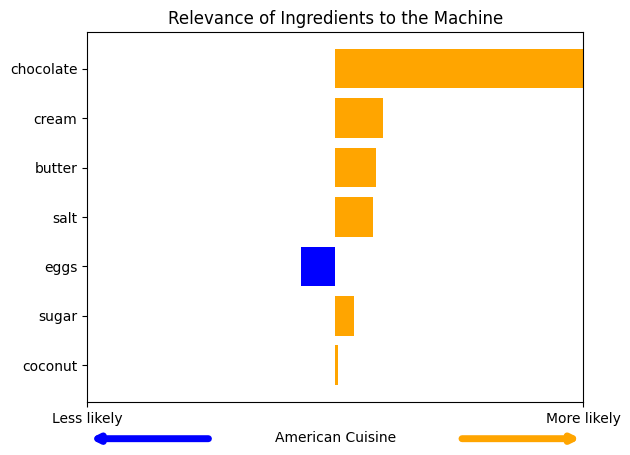 Relevance of Ingredients to the Machine
chocolate
cream
butter
salt
eggs
sugar
coconut
Less likely
More likely
American Cuisine